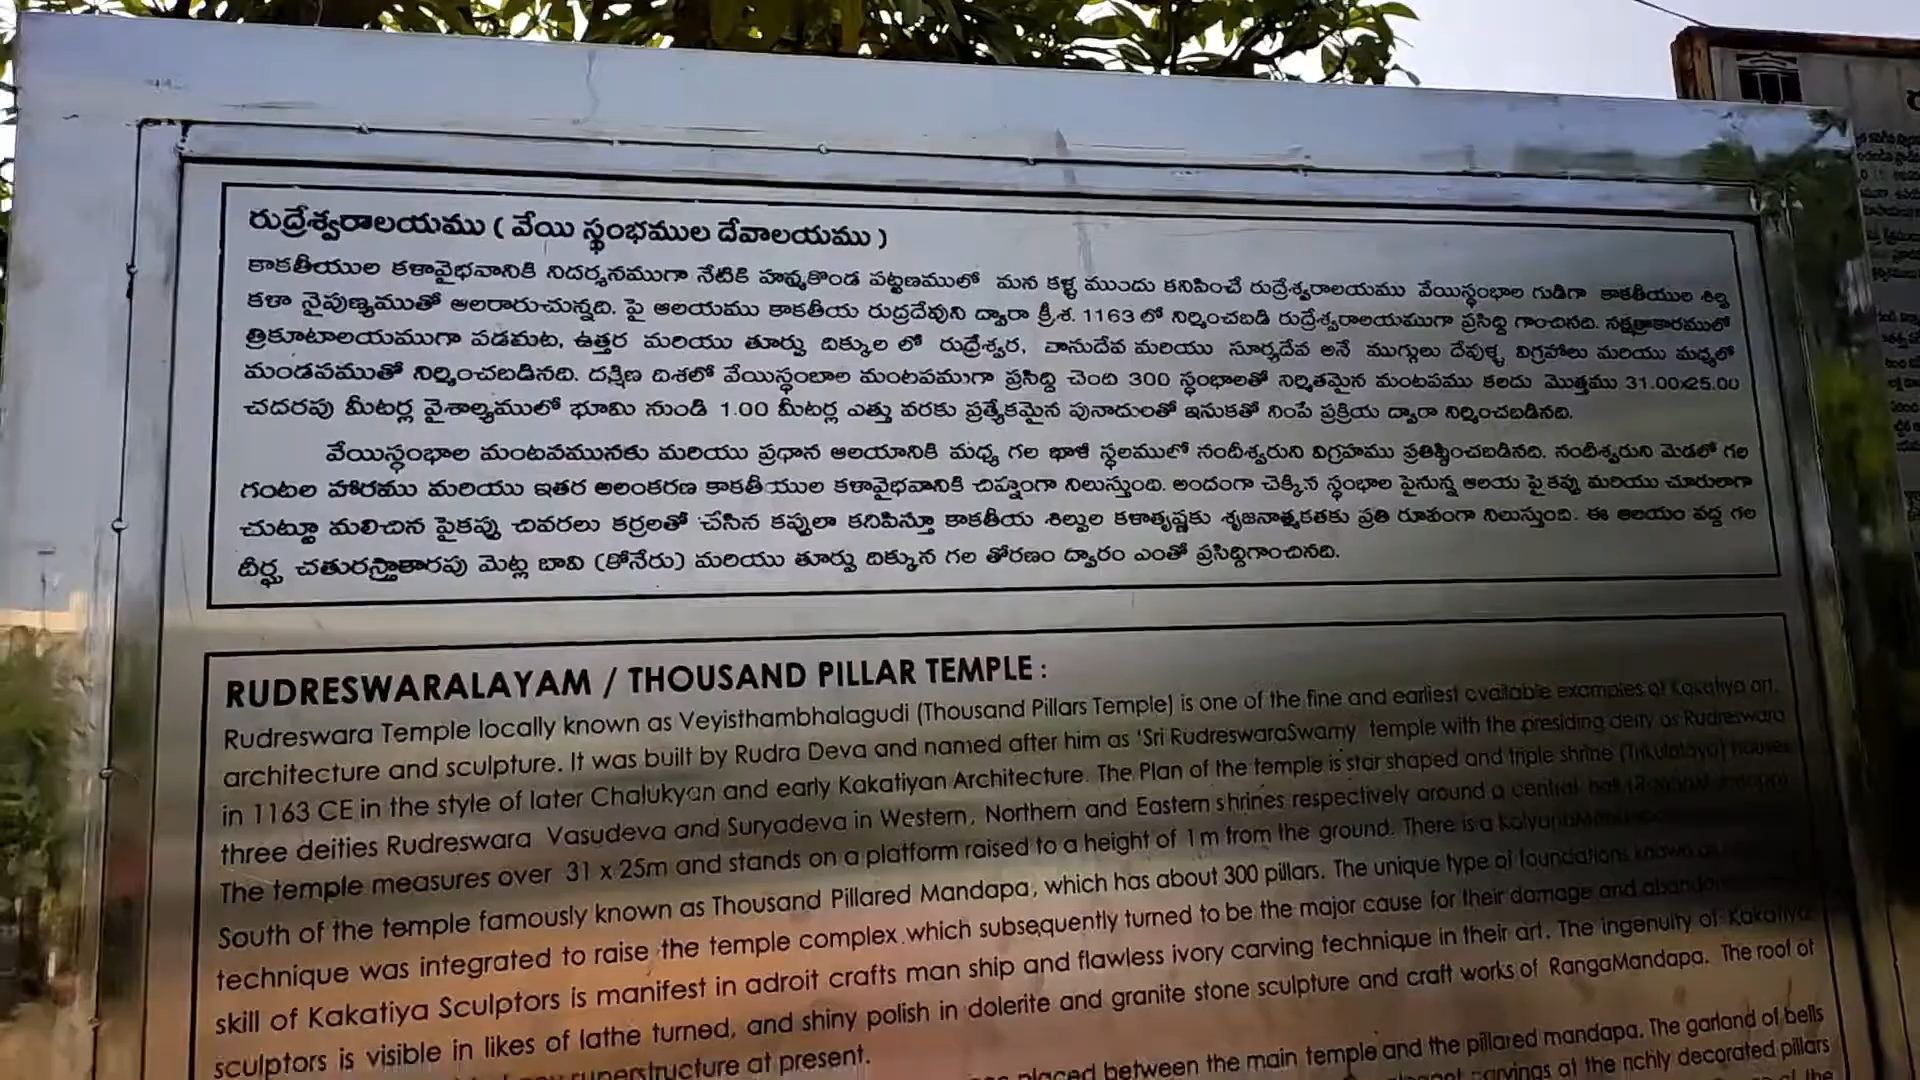 రుద్రేశ్వరాలయము ( వేయి స్థంభముల దేవాలయము )
కాకతీయుల కళావైభవానికి నిదర్శనముగా నేటికి హన్మకొండ పట్టణములో మన కళ్ళ ముందు కనిపించే రుద్రేశ్వరాలయము వేయిస్థంభాల గుడిగా కాకతీయుల శిల్ప
కళా నైపుణ్యముతో ఆలరారుచున్నది. పై ఆలయము కాకతీయ రుద్రదేవుని ద్వారా క్రీ.శ. 1163 లో నిర్మించబడి రుద్రేశ్వరాలయముగా ప్రసిద్ధి గాంచినది. నక్షత్రాకారములో
త్రికూటాలయముగా పడమట, ఉత్తర మరియు తూర్పు దిక్కుల లో రుద్రేశ్వర, వాసుదేవ మరియు సూర్యదేవ అనే ముగ్గులు దేవుళ్ళ విగ్రహాలు మరియు మధ్యలో
మండపముతో నిర్మించబడినది. దక్షిణ దిశలో వేయిస్థంబాల మంటపముగా ప్రసిద్ధి చెంది 300 స్థంభాలతో నిర్మితమైన మంటపము కలదు మొత్తము 31.00x25.00
చదరపు మీటర్ల వైశాల్యములో భూమి నుండి 1.00 మీటర్ల ఎత్తు వరకు ప్రత్యేకమైన పునాదులతో ఇసుకతో నింపే ప్రక్రియ ద్వారా నిర్మించబడినది.
వేయిస్థంభాల మంటపమునకు మరియు ప్రధాన ఆలయానికి మధ్య గల ఖాళీ స్థలములో నందీశ్వరుని విగ్రహము ప్రతిష్ఠించబడినది. నందీశ్వరుని మెడలో గల
గంటల హారము మరియు ఇతర అలంకరణ కాకతీయుల కళావైభవానికి చిహ్నంగా నిలుస్తుంది. అందంగా చెక్కిన స్థంభాల పైనున్న ఆలయ పైకప్పు మరియు చూరులాగా
చుట్టూ మలిచిన పైకప్పు చివరలు కర్రలతో చేసిన కప్పులా కనిపిస్తూ కాకతీయ శిల్పుల కళాతృష్ణకు సృజనాత్మకతకు ప్రతి రూపంగా నిలుస్తుంది. ఈ ఆలయం వద్ద గల
దీర్ఘ చతురస్త్రాకారపు మెట్ల బావి (కోనేరు) మరియు తూర్పు దిక్కున గల తోరణం ద్వారం ఎంతో ప్రసిద్ధిగాంచినది.
RUDRESWARALAYAM / THOUSAND PILLAR TEMPLE :
Rudreswara Temple locally known as Veyisthambhalagudi (Thousand Pillars Temple) is one of the fine and earliest available examples of Kakatiya art,
architecture and sculpture. It was built by Rudra Deva and named after him as 'Sri RudreswaraSwamy temple with the presiding deity as Rudreswara
in 1163 CE in the style of later Chalukyan and early Kakatiyan Architecture. The Plan of the temple is star shaped and triple shrine (Trikutalaya) houses
three deities Rudreswara Vasudeva and Suryadeva in Western, Northern and Eastern shrines respectively around a central hall
The temple measures over 31 x 25m and stands on a platform raised to a height of 1m from the ground. There is a
South of the temple famously known as Thousand Pillared Mandapa, which has about 300 pillars. The unique type of foundations known as
technique was integrated to raise the temple complex which subsequently turned to be the major cause for their damage and
skill of Kakatiya Sculptors is manifest in adroit crafts man ship and flawless ivory carving technique in their art. The ingenuity of Kakatiya
sculptors is visible in likes of lathe turned, and shiny polish in dolerite and granite stone sculpture and craft works of RangaMandapa. The roof of
superstructure at present.
placed between the main temple and the pillared mandapa. The garland of bells
carvings of the richly decorated pillars
of the